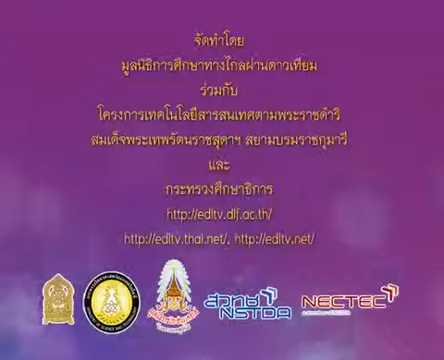 จัดทำโดย
มูลนิธิการศึกษาทางไกลผ่านดาวเทียม
ร่วมกับ
โครงการเทคโนโลยีสารสนเทศตามพระราชดำริ
สมเด็จพระเทพรัตนราชสุดาฯ สยามบรมราชกุมารี
และ
กระทรวงศึกษาธิการ
http://edltv.dlf.ac.th/
http://edltv.thai.net/, http://edltv.net/
สวทช
NSTDA
NECTEC